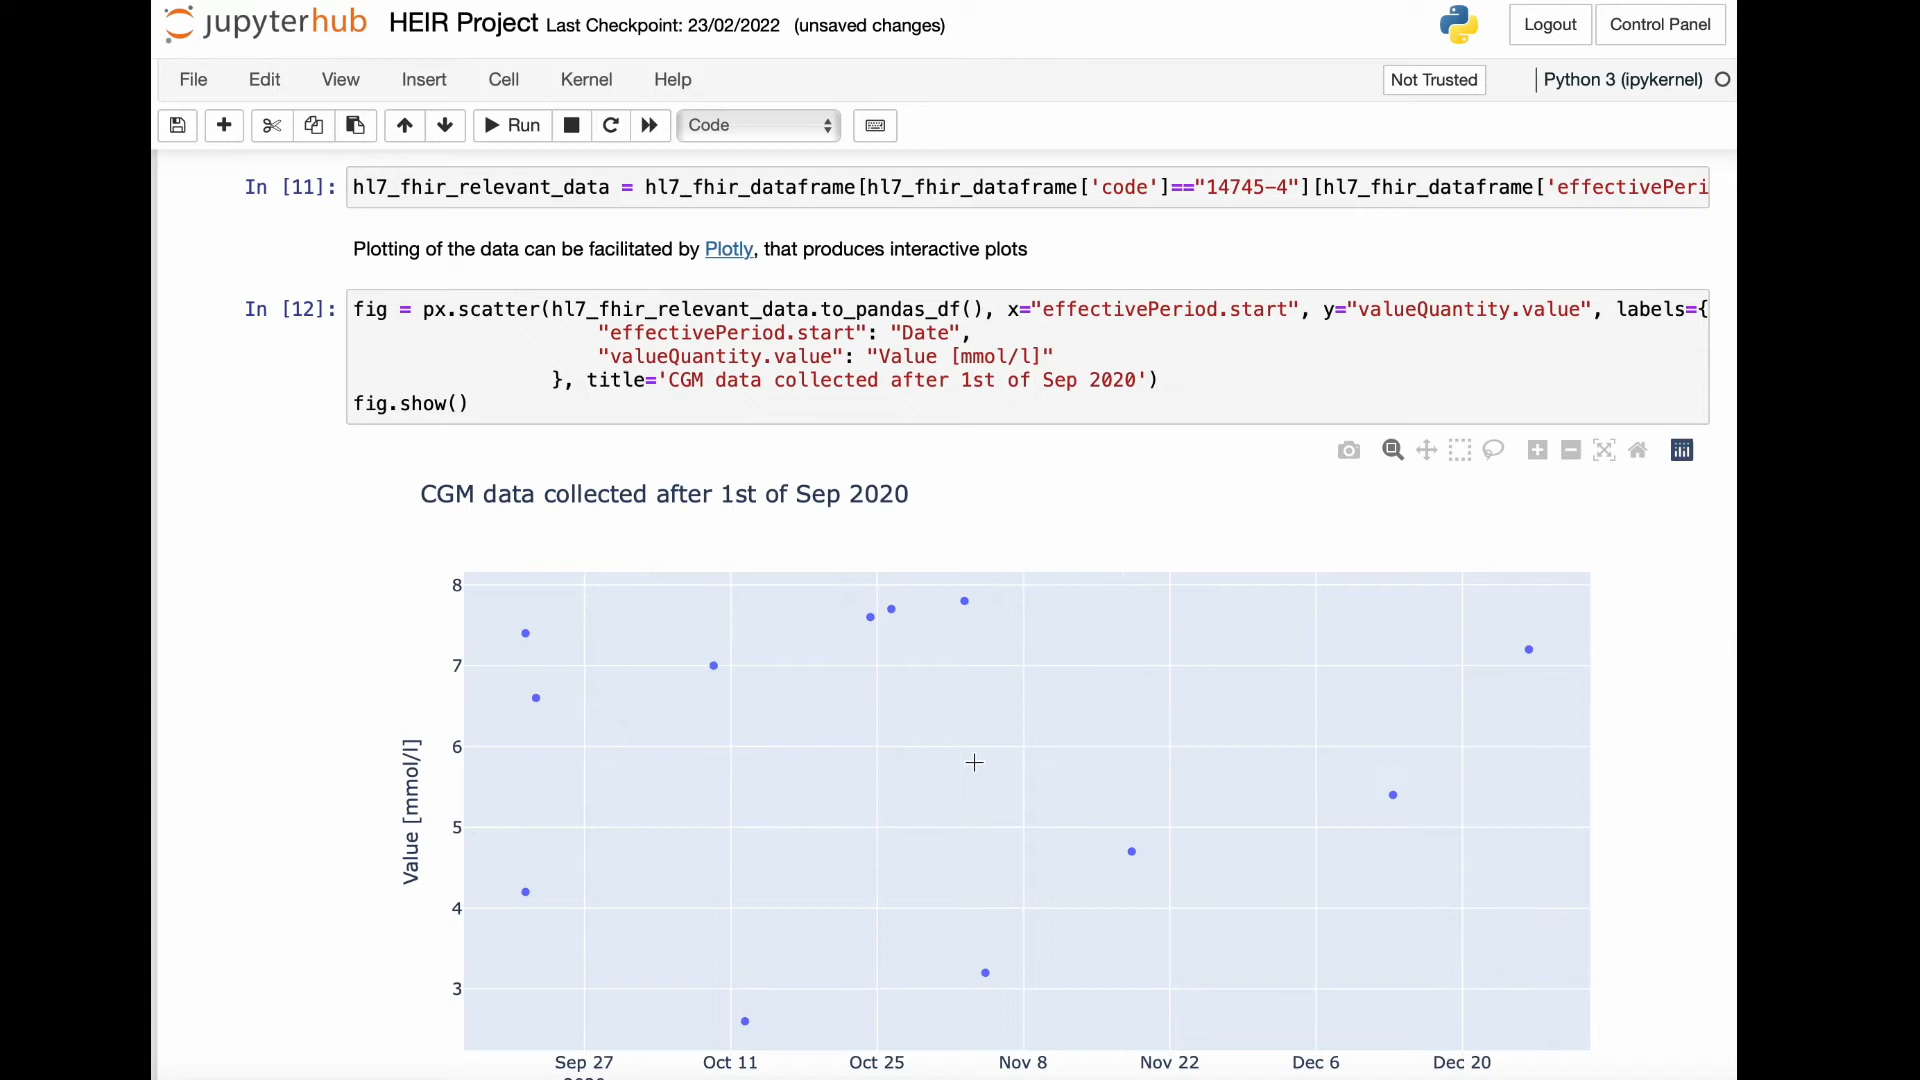 jupyterhub HEIR Project Last Checkpoint: 23/02/2022 (unsaved changes) Logout Control Panel
File Edit View Insert Cell Kernel Help Not Trusted Python 3 (ipykernel)
Run Code
In [11]: hl7_fhir_relevant_data = hl7_fhir_dataframe[hl7_fhir_dataframe['code']=="14745-4"][hl7_fhir_dataframe['effectivePeri
Plotting of the data can be facilitated by Plotly, that produces interactive plots
In [12]: fig = px.scatter(hl7_fhir_relevant_data.to_pandas_df(), x="effectivePeriod.start", y="valueQuantity.value", labels={
"effectivePeriod.start": "Date",
"valueQuantity.value": "Value [mmol/l]"
}, title='CGM data collected after 1st of Sep 2020')
fig.show()
CGM data collected after 1st of Sep 2020
8
7
6
5
4
3
Value [mmol/l]
Sep 27 Oct 11 Oct 25 Nov 8 Nov 22 Dec 6 Dec 20